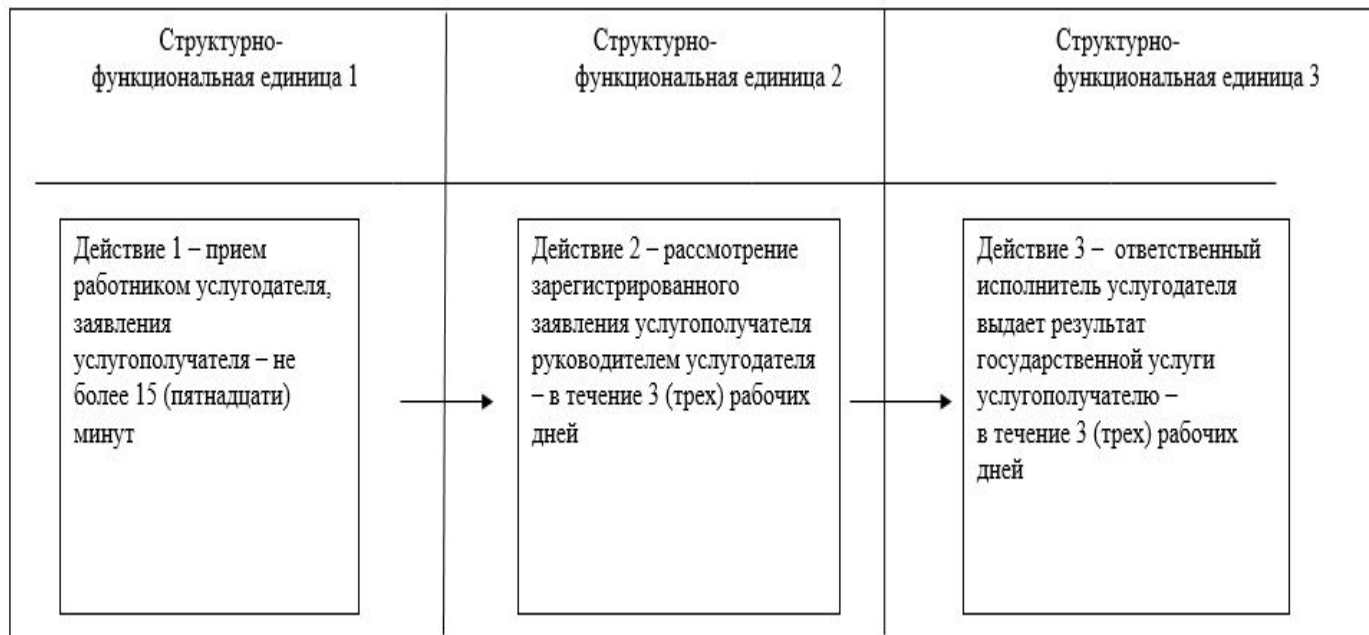 Структурно-
функциональная единица 1
Структурно-
функциональная единица 2
Структурно-
функциональная единица 3
Действие 1 – прием
работником услугодателя,
заявления
услугополучателя – не
более 15 (пятнадцати)
минут
Действие 2 – рассмотрение
зарегистрированного
заявления услугополучателя
руководителем услугодателя
– в течение 3 (трех) рабочих
дней
Действие 3 – ответственный
исполнитель услугодателя
выдает результат
государственной услуги
услугополучателю –
в течение 3 (трех) рабочих
дней